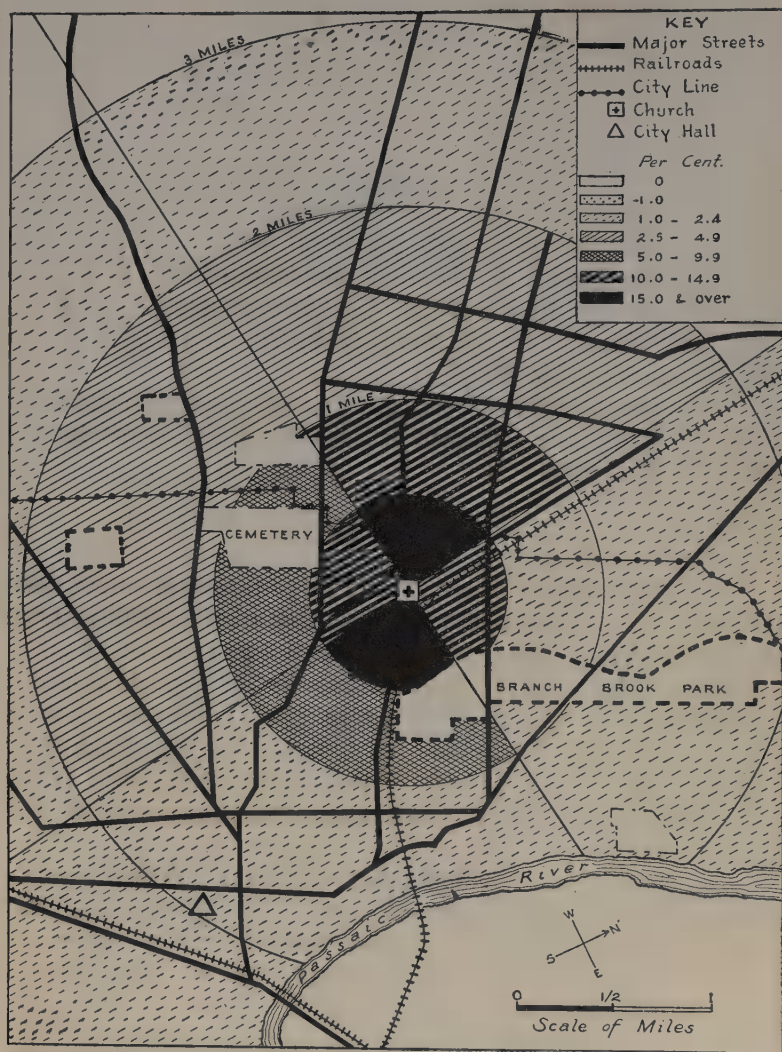 KEY
Major Streets
Railroads
City Line
Church
City Hall
Per Cent.
0
-1.0
1.0 - 2.4
2.5 - 4.9
5.0 - 9.9
10.0 - 14.9
15.0 & over
3 MILES
2 MILES
1 MILE
CEMETERY
BRANCH BROOK PARK
Passaic River
W
N
S
E
0 1/2 1
Scale of Miles